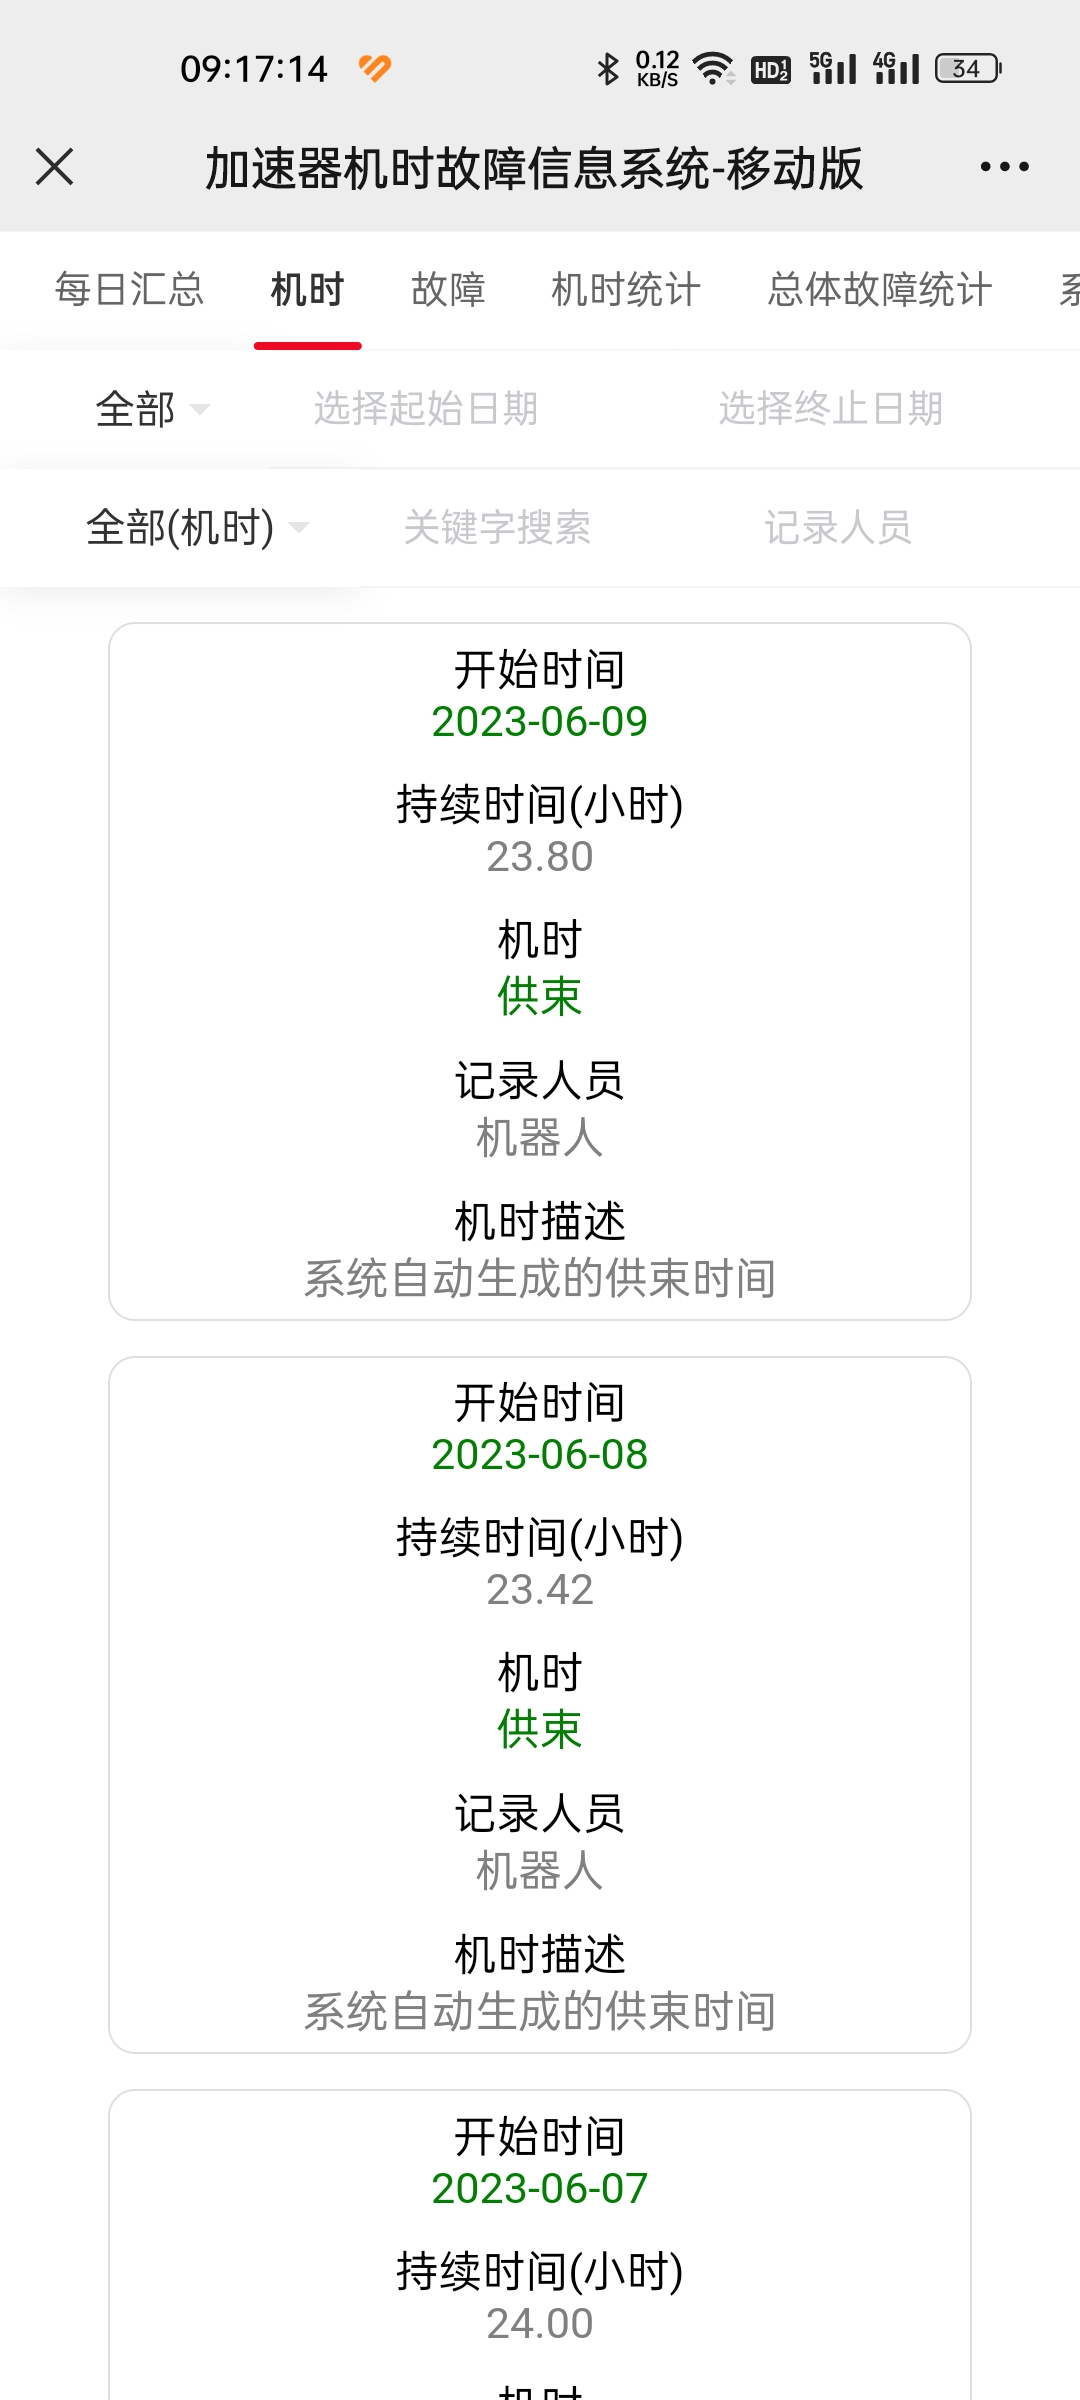 09:17:14 0.12 KB/S HD 1 2 5G 4G 34
加速器机时故障信息系统-移动版
每日汇总 机时 故障 机时统计 总体故障统计
全部 选择起始日期 选择终止日期
全部(机时) 关键字搜索 记录人员
开始时间
2023-06-09
持续时间(小时)
23.80
机时
供束
记录人员
机器人
机时描述
系统自动生成的供束时间
开始时间
2023-06-08
持续时间(小时)
23.42
机时
供束
记录人员
机器人
机时描述
系统自动生成的供束时间
开始时间
2023-06-07
持续时间(小时)
24.00
机时